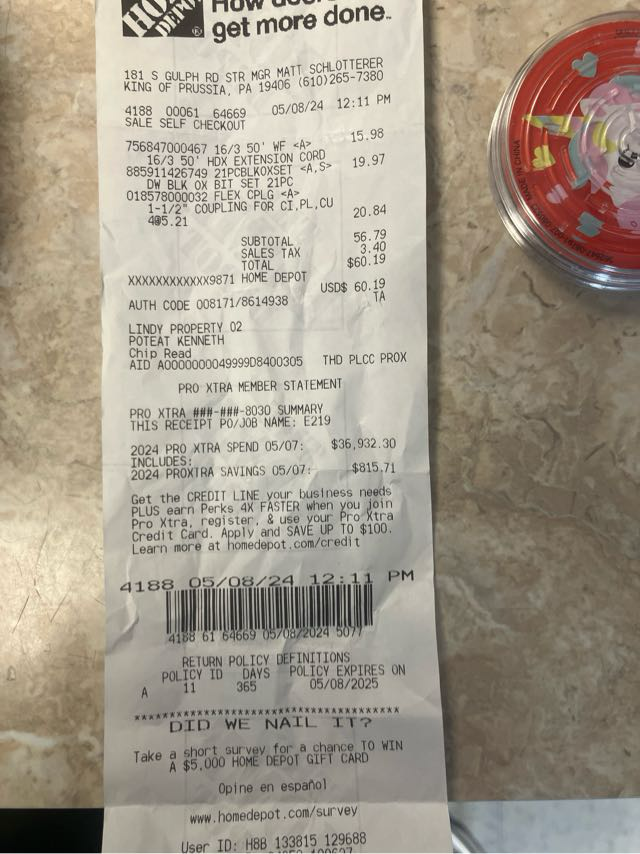 HOME DEPOT
How doers
get more done.™
181 S GULPH RD STR MGR MATT SCHLOTTERER
KING OF PRUSSIA, PA 19406 (610)265-7380
4188 00061 64669 05/08/24 12:11 PM
SALE SELF CHECKOUT
756847000467 16/3 50' WF <A> 15.98
16/3 50' HDX EXTENSION CORD
885911426749 21PCBLKOXSET <A,S> 19.97
DW BLK OX BIT SET 21PC
018578000032 FLEX CPLG <A>
1-1/2" COUPLING FOR CI,PL,CU
4@5.21 20.84
SUBTOTAL 56.79
SALES TAX 3.40
TOTAL $60.19
XXXXXXXXXXXX9871 HOME DEPOT
USD$ 60.19
AUTH CODE 008171/8614938 TA
LINDY PROPERTY 02
POTEAT KENNETH
Chip Read
AID A0000000049999D8400305 THD PLCC PROX
PRO XTRA MEMBER STATEMENT
PRO XTRA ###-###-8030 SUMMARY
THIS RECEIPT PO/JOB NAME: E219
2024 PRO XTRA SPEND 05/07: $36,932.30
INCLUDES:
2024 PROXTRA SAVINGS 05/07: $815.71
Get the CREDIT LINE your business needs
PLUS earn Perks 4X FASTER when you join
Pro Xtra, register, & use your Pro Xtra
Credit Card. Apply and SAVE UP TO $100.
Learn more at homedepot.com/credit
4188 05/08/24 12:11 PM
4188 61 64669 05/08/2024 5077
RETURN POLICY DEFINITIONS
POLICY ID DAYS POLICY EXPIRES ON
A 11 365 05/08/2025
****************************************
DID WE NAIL IT?
Take a short survey for a chance TO WIN
A $5,000 HOME DEPOT GIFT CARD
Opine en español
www.homedepot.com/survey
User ID: H8B 133815 129688
MADE IN CHINA